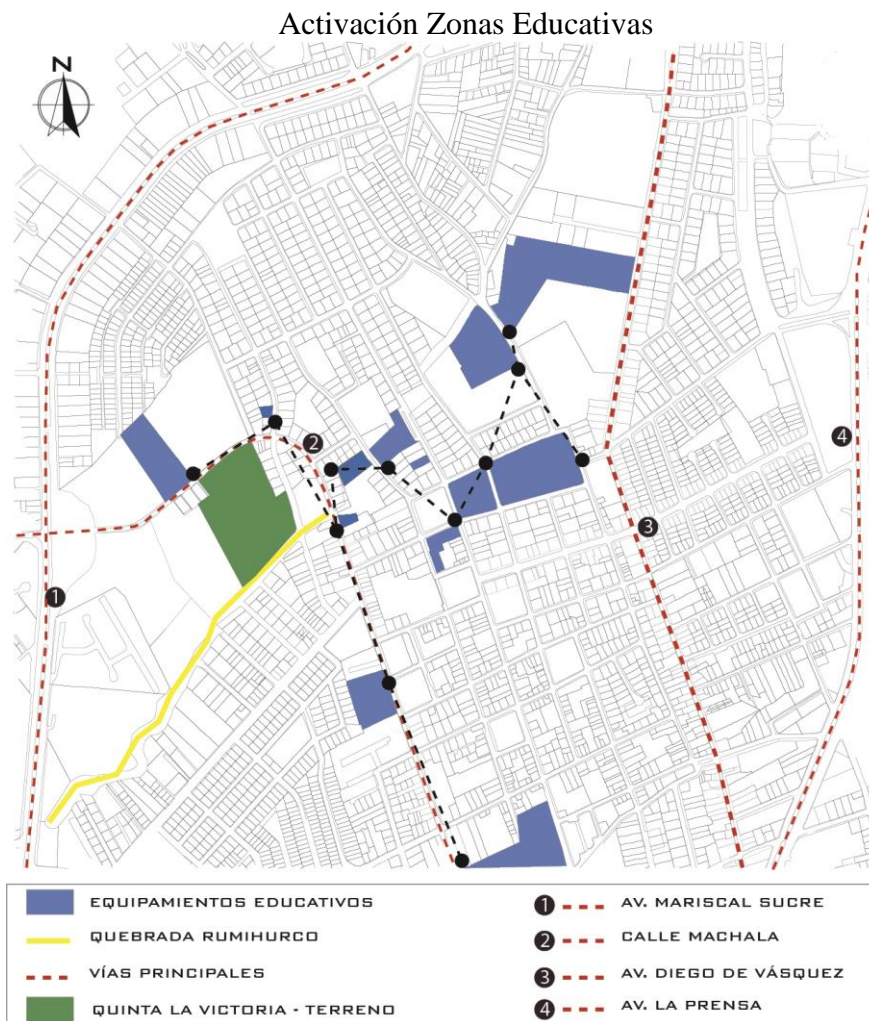 Activación Zonas Educativas
N
2
4
3
1
EQUIPAMIENTOS EDUCATIVOS
QUEBRADA RUMIHURCO
VÍAS PRINCIPALES
QUINTA LA VICTORIA - TERRENO
1 AV. MARISCAL SUCRE
2 CALLE MACHALA
3 AV. DIEGO DE VÁSQUEZ
4 AV. LA PRENSA